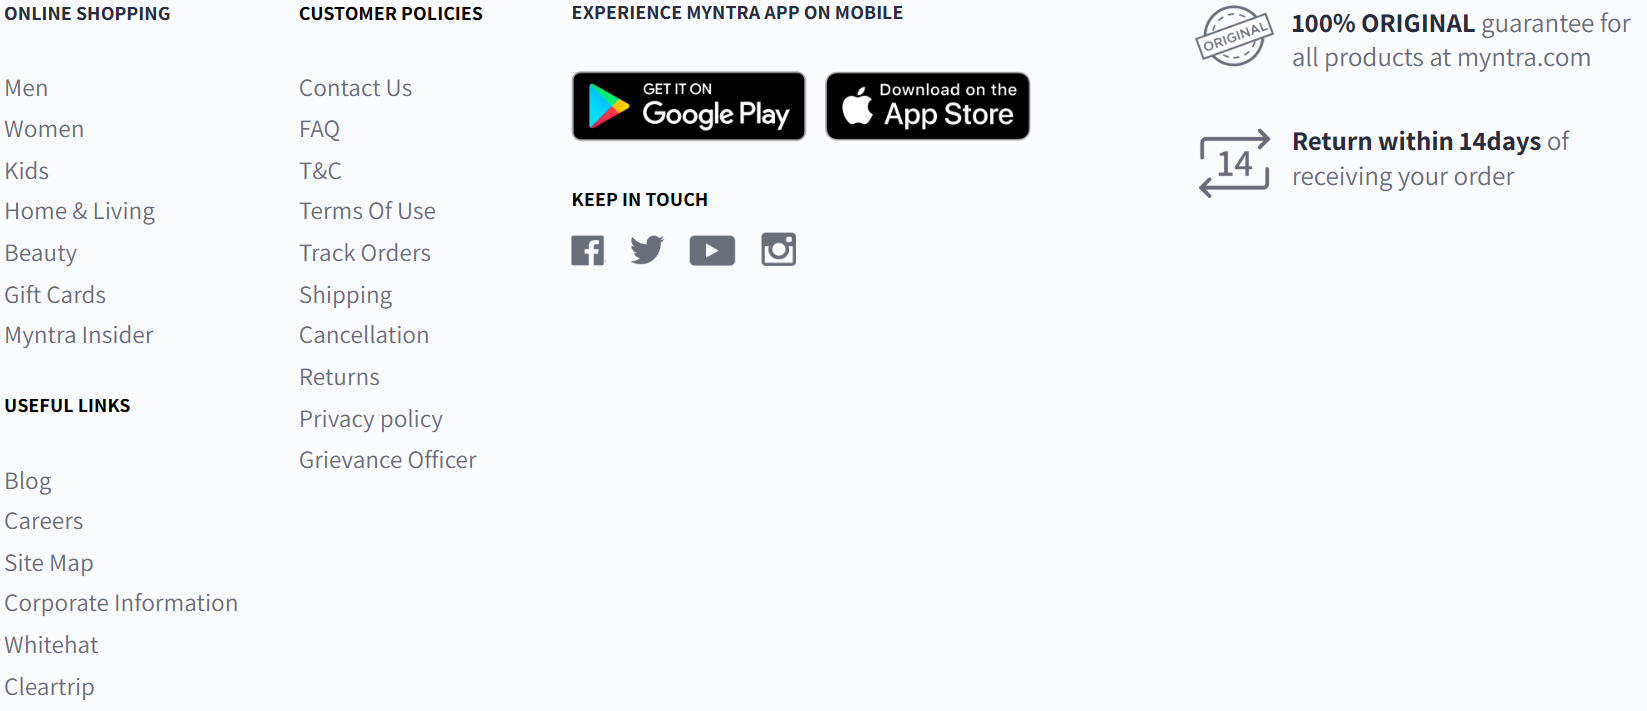 ONLINE SHOPPING
Men
Women
Kids
Home & Living
Beauty
Gift Cards
Myntra Insider
USEFUL LINKS
Blog
Careers
Site Map
Corporate Information
Whitehat
Cleartrip
CUSTOMER POLICIES
Contact Us
FAQ
T&C
Terms Of Use
Track Orders
Shipping
Cancellation
Returns
Privacy policy
Grievance Officer
EXPERIENCE MYNTRA APP ON MOBILE
GET IT ON
Google Play
Download on the
App Store
KEEP IN TOUCH
ORIGINAL
100% ORIGINAL guarantee for
all products at myntra.com
14
Return within 14days of
receiving your order